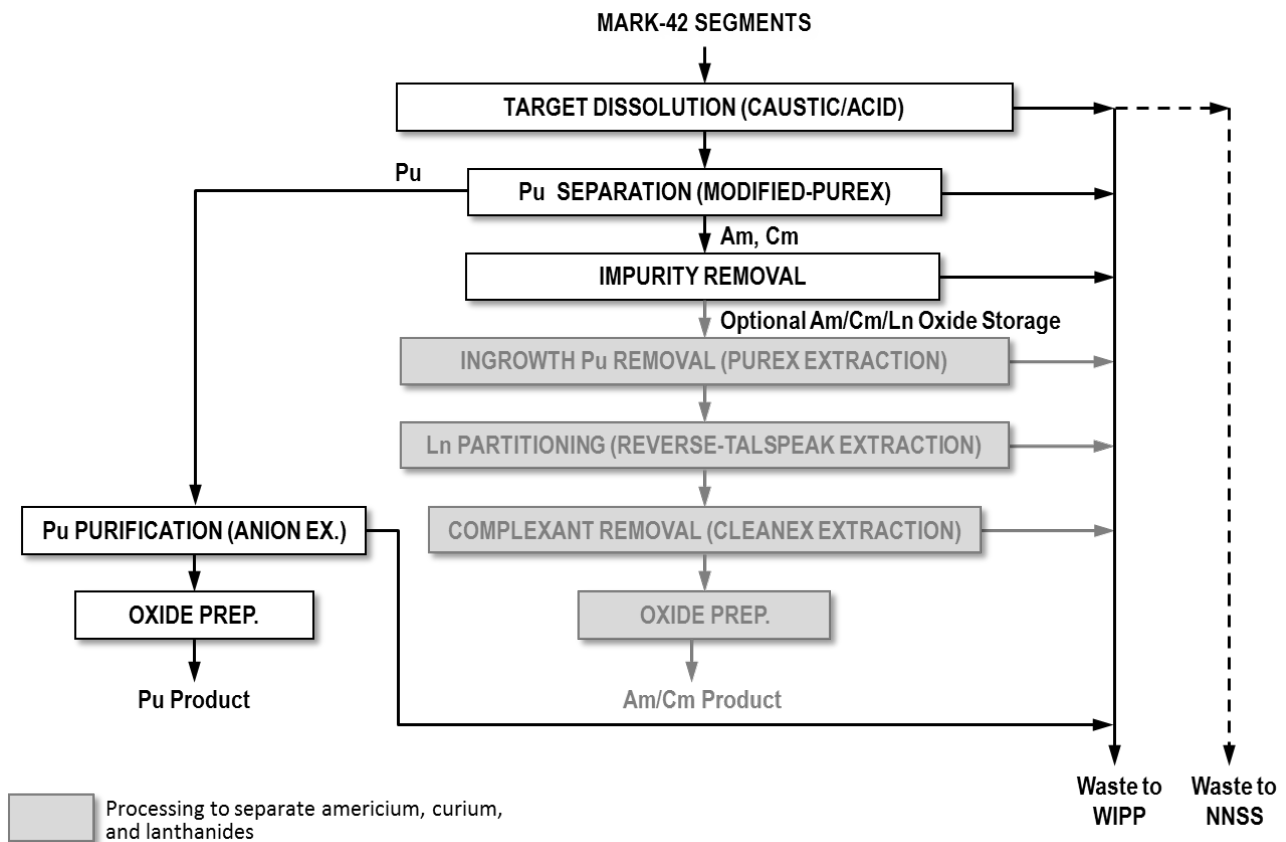 MARK-42 SEGMENTS
TARGET DISSOLUTION (CAUSTIC/ACID)
Pu
Pu SEPARATION (MODIFIED-PUREX)
Am, Cm
IMPURITY REMOVAL
Optional Am/Cm/Ln Oxide Storage
INGROWTH Pu REMOVAL (PUREX EXTRACTION)
Ln PARTITIONING (REVERSE-TALSPEAK EXTRACTION)
Pu PURIFICATION (ANION EX.)
COMPLEXANT REMOVAL (CLEANEX EXTRACTION)
OXIDE PREP.
OXIDE PREP.
Pu Product
Am/Cm Product
Waste to
WIPP
Waste to
NNSS
Processing to separate americium, curium,
and lanthanides